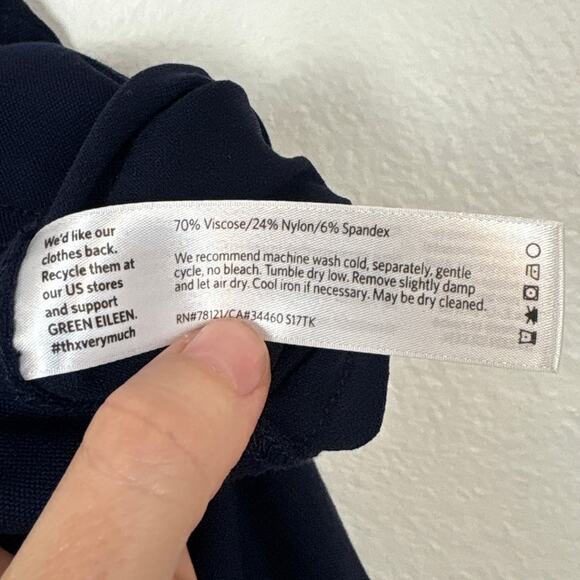 We'd like our
clothes back.
Recycle them at
our US stores
and support
GREEN EILEEN.
#thxverymuch
70% Viscose/24% Nylon/6% Spandex
We recommend machine wash cold, separately, gentle
cycle, no bleach. Tumble dry low. Remove slightly damp
and let air dry. Cool iron if necessary. May be dry cleaned.
RN#78121/CA#34460 S17TK